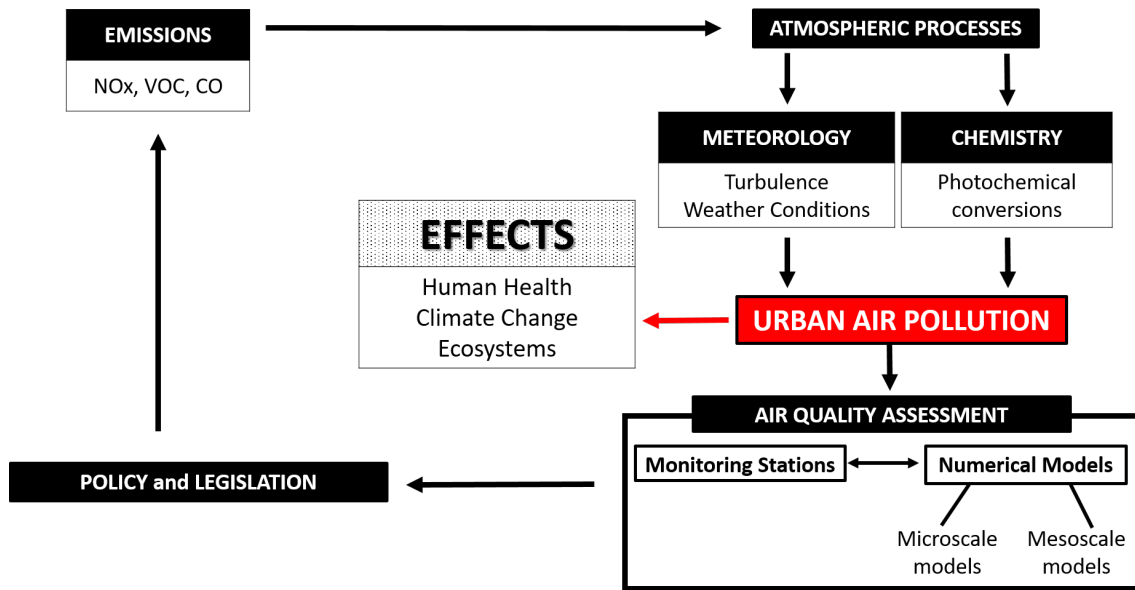 EMISSIONS
NOx, VOC, CO
ATMOSPHERIC PROCESSES
METEOROLOGY
Turbulence
Weather Conditions
CHEMISTRY
Photochemical
conversions
EFFECTS
Human Health
Climate Change
Ecosystems
URBAN AIR POLLUTION
AIR QUALITY ASSESSMENT
Monitoring Stations
Numerical Models
Microscale
models
Mesoscale
models
POLICY and LEGISLATION